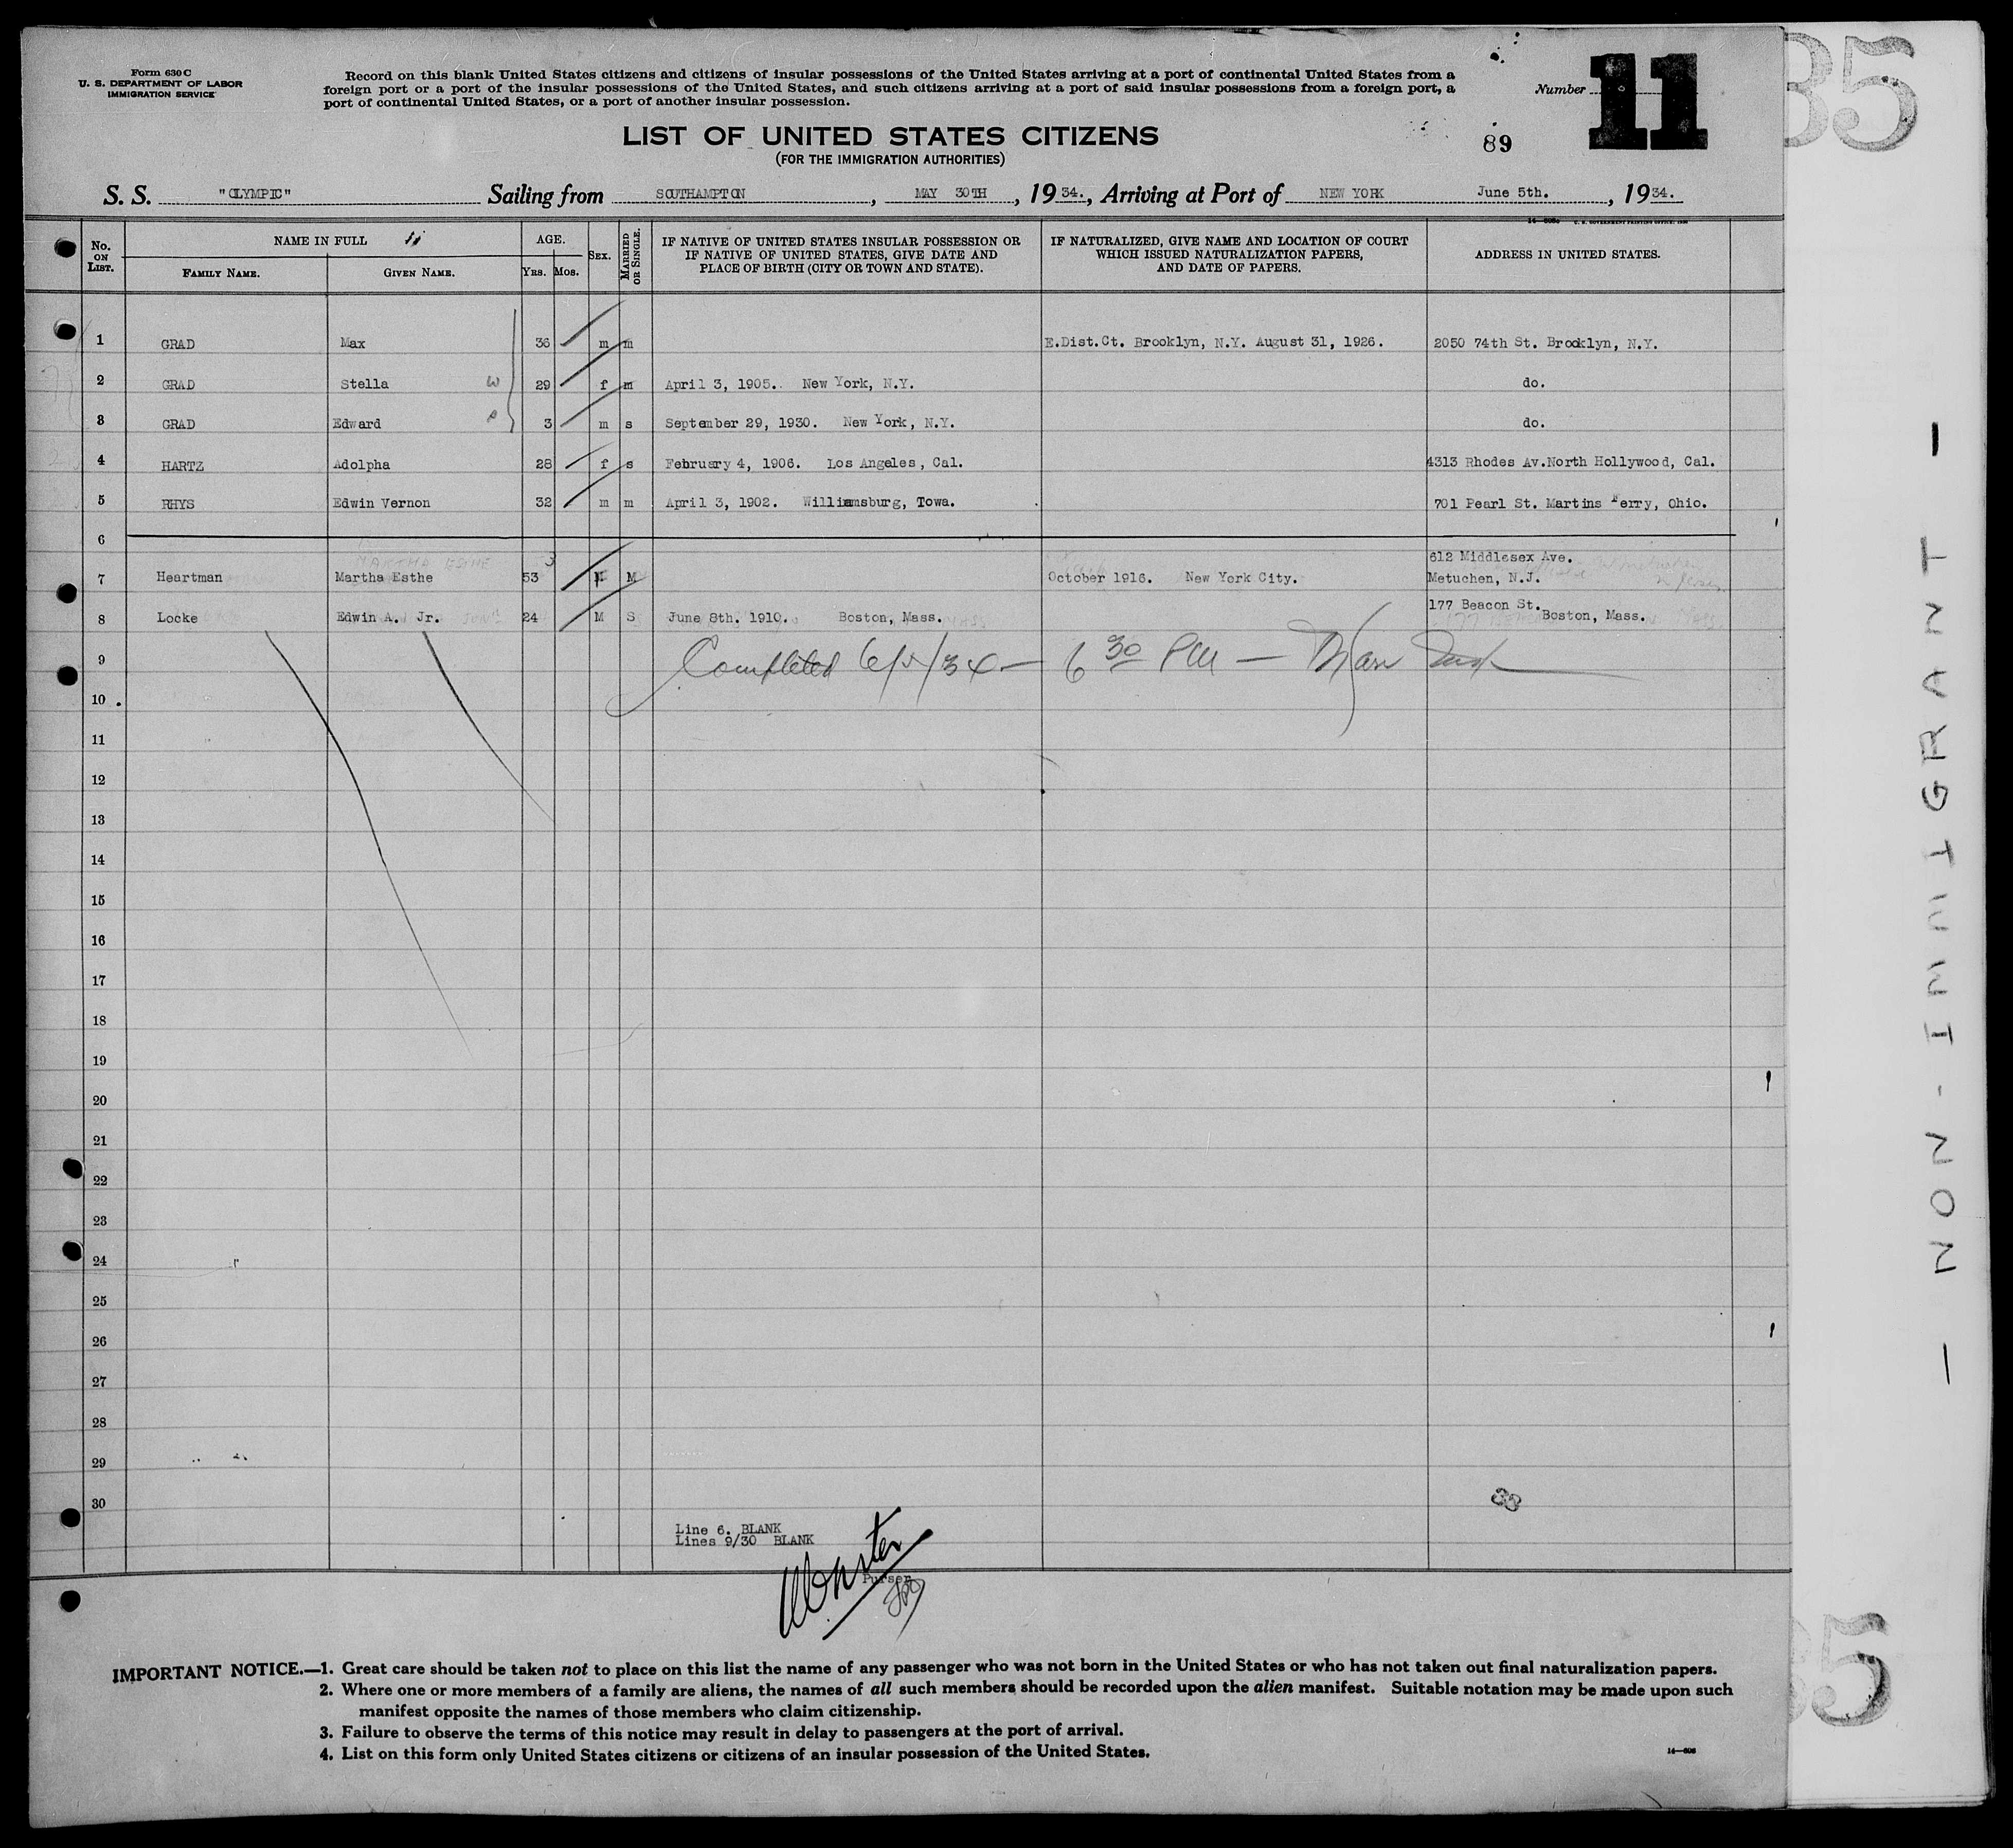 Form 630 C
U. S. DEPARTMENT OF LABOR
IMMIGRATION SERVICE
Record on this blank United States citizens and citizens of insular possessions of the United States arriving at a port of continental United States from a
foreign port or a port of the insular possessions of the United States, and such citizens arriving at a port of said insular possessions from a foreign port, a
port of continental United States, or a port of another insular possession.
Number 11
LIST OF UNITED STATES CITIZENS
(FOR THE IMMIGRATION AUTHORITIES)
89
S. S. "OLYMPIC" Sailing from SOUTHAMPTON, MAY 30TH, 1934., Arriving at Port of NEW YORK June 5th., 1934.
No. ON LIST. NAME IN FULL FAMILY NAME. GIVEN NAME. AGE. Yrs. Mos. SEX. MARRIED OR SINGLE. IF NATIVE OF UNITED STATES INSULAR POSSESSION OR IF NATIVE OF UNITED STATES, GIVE DATE AND PLACE OF BIRTH (CITY OR TOWN AND STATE). IF NATURALIZED, GIVE NAME AND LOCATION OF COURT WHICH ISSUED NATURALIZATION PAPERS, AND DATE OF PAPERS. ADDRESS IN UNITED STATES.
1 GRAD Max 36 m m E.Dist.Ct. Brooklyn, N.Y. August 31, 1926. 2050 74th St. Brooklyn, N.Y.
2 GRAD Stella w 29 f m April 3, 1905. New York, N.Y. do.
3 GRAD Edward 3 m s September 29, 1930. New York, N.Y. do.
4 HARTZ Adolpha 28 f s February 4, 1906. Los Angeles, Cal. 4313 Rhodes Av.North Hollywood, Cal.
5 RHYS Edwin Vernon 32 m m April 3, 1902. Williamsburg, Iowa. 701 Pearl St. Martins Ferry, Ohio.
6
612 Middlesex Ave.
7 Heartman Martha Esthe 53 M October 1916. New York City. Metuchen, N.J.
8 Locke Edwin A. Jr. 24 M S June 8th. 1910. Boston, Mass. 177 Beacon St. Boston, Mass.
9 Completed 6/5/34 — 6 30 PM —
10
11
12
13
14
15
16
17
18
19
20
21
22
23
24
25
26
27
28
29
30
Line 6. BLANK
Lines 9/30 BLANK
Purser
IMPORTANT NOTICE.—1. Great care should be taken not to place on this list the name of any passenger who was not born in the United States or who has not taken out final naturalization papers.
2. Where one or more members of a family are aliens, the names of all such members should be recorded upon the alien manifest. Suitable notation may be made upon such
manifest opposite the names of those members who claim citizenship.
3. Failure to observe the terms of this notice may result in delay to passengers at the port of arrival.
4. List on this form only United States citizens or citizens of an insular possession of the United States.
14—606
— NON-IMMIGRANT —